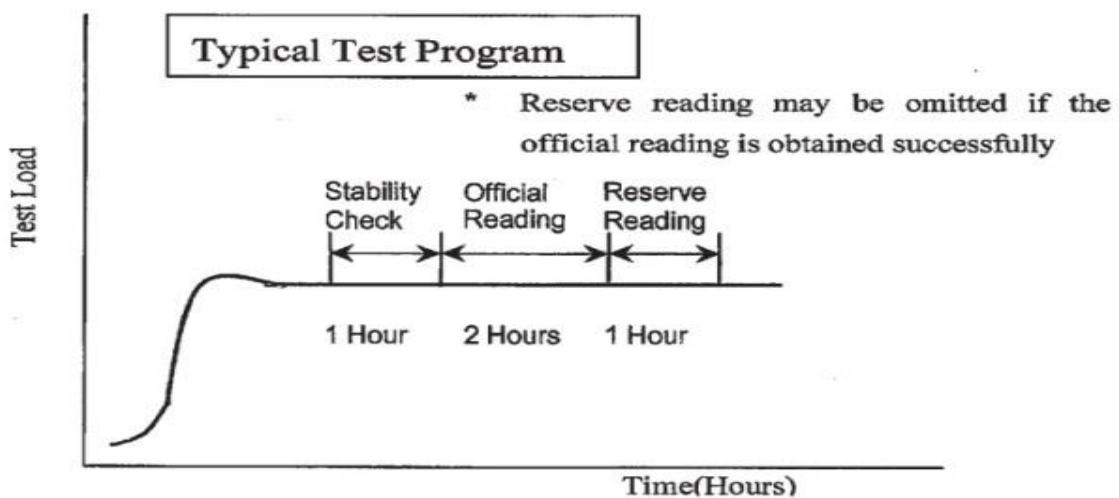 Typical Test Program
* Reserve reading may be omitted if the
official reading is obtained successfully
Test Load
Stability
Check
Official
Reading
Reserve
Reading
1 Hour
2 Hours
1 Hour
Time(Hours)